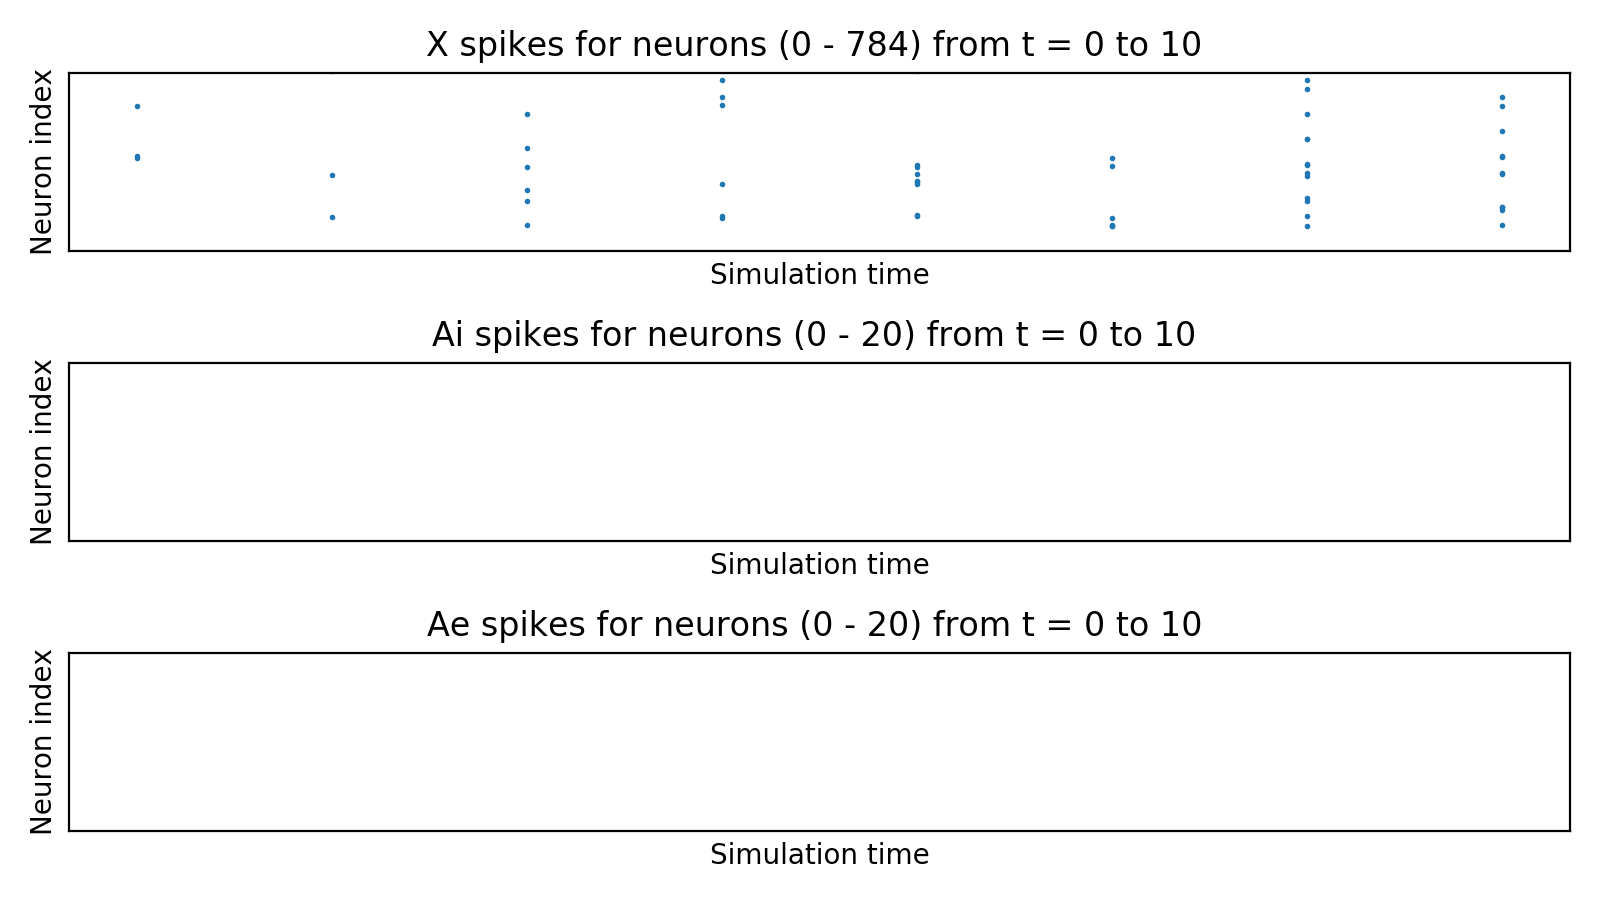 X spikes for neurons (0 - 784) from t = 0 to 10
Neuron index
Simulation time
Ai spikes for neurons (0 - 20) from t = 0 to 10
Neuron index
Simulation time
Ae spikes for neurons (0 - 20) from t = 0 to 10
Neuron index
Simulation time